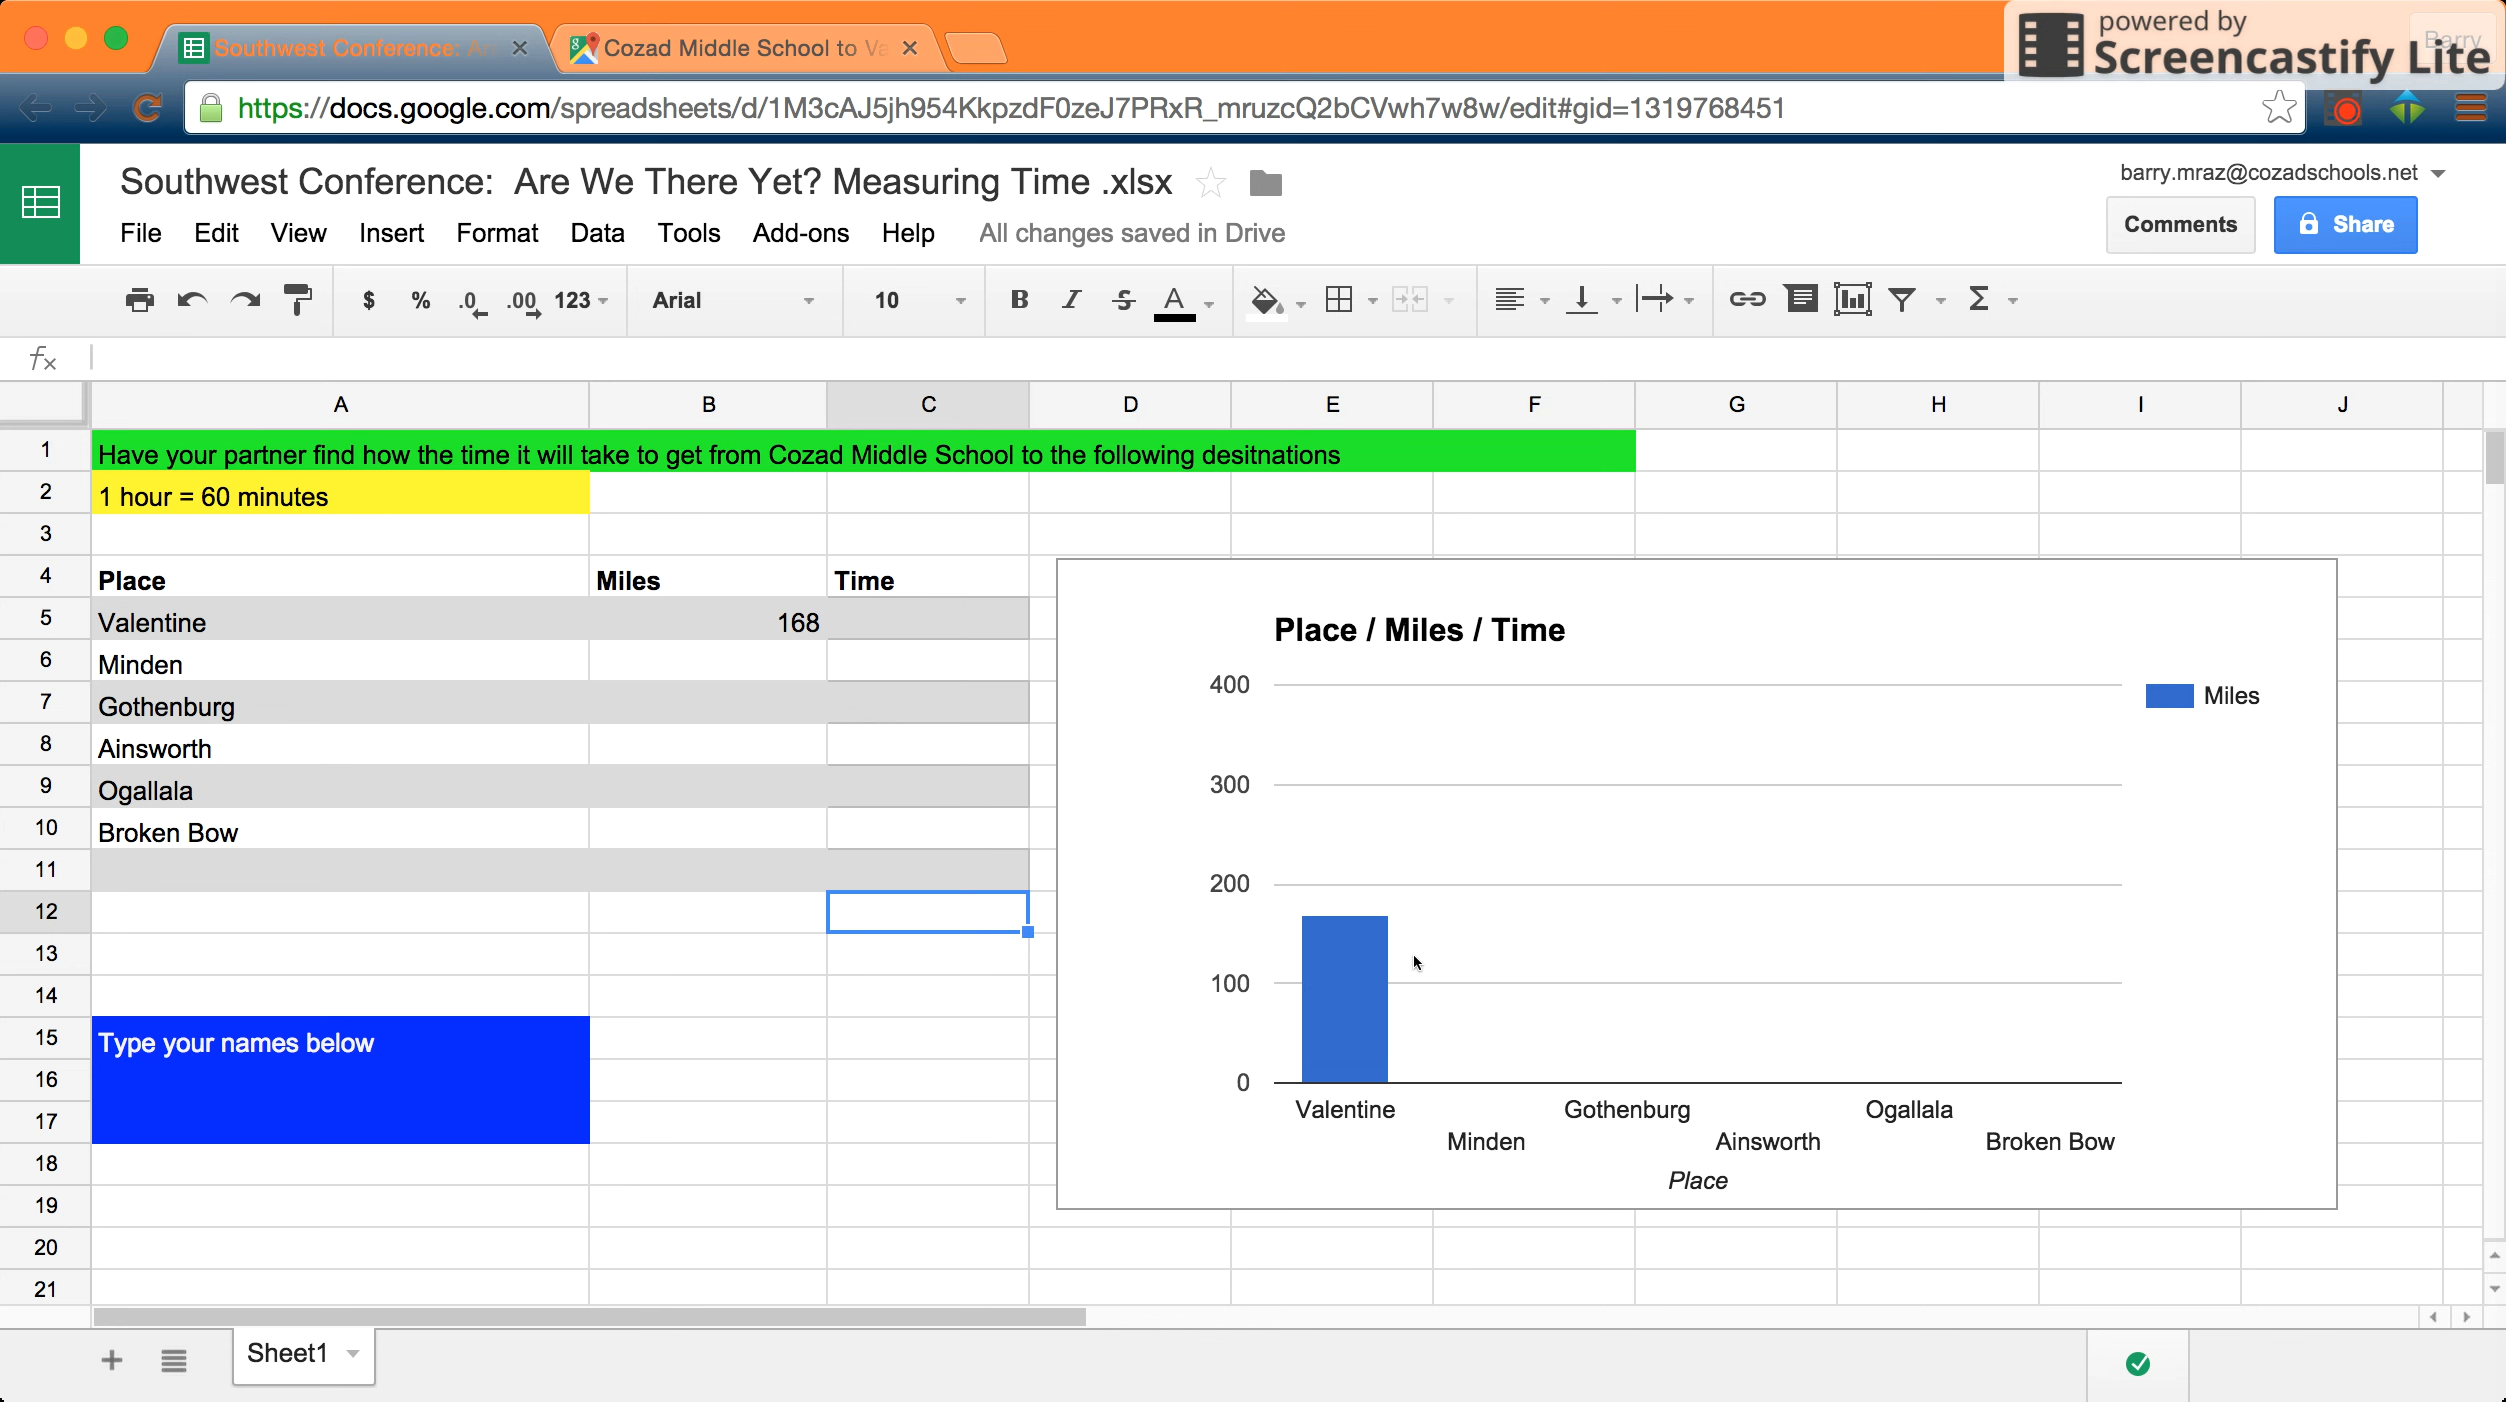 powered by
Screencastify Lite
Barry
Southwest Conference: Ar
Cozad Middle School to Va
https://docs.google.com/spreadsheets/d/1M3cAJ5jh954KkpzdF0zeJ7PRxR_mruzcQ2bCVwh7w8w/edit#gid=1319768451
Southwest Conference: Are We There Yet? Measuring Time .xlsx
barry.mraz@cozadschools.net
File Edit View Insert Format Data Tools Add-ons Help All changes saved in Drive
Comments Share
$ % .0 .00 123 Arial 10 B I S A Σ
fx
A B C D E F G H I J
1 Have your partner find how the time it will take to get from Cozad Middle School to the following desitnations
2 1 hour = 60 minutes
3
4 Place Miles Time
5 Valentine 168
6 Minden
7 Gothenburg
8 Ainsworth
9 Ogallala
10 Broken Bow
11
12
13
14
15 Type your names below
16
17
18
19
20
21
Place / Miles / Time
400
300
200
100
0
Miles
Valentine Gothenburg Ogallala
Minden Ainsworth Broken Bow
Place
Sheet1